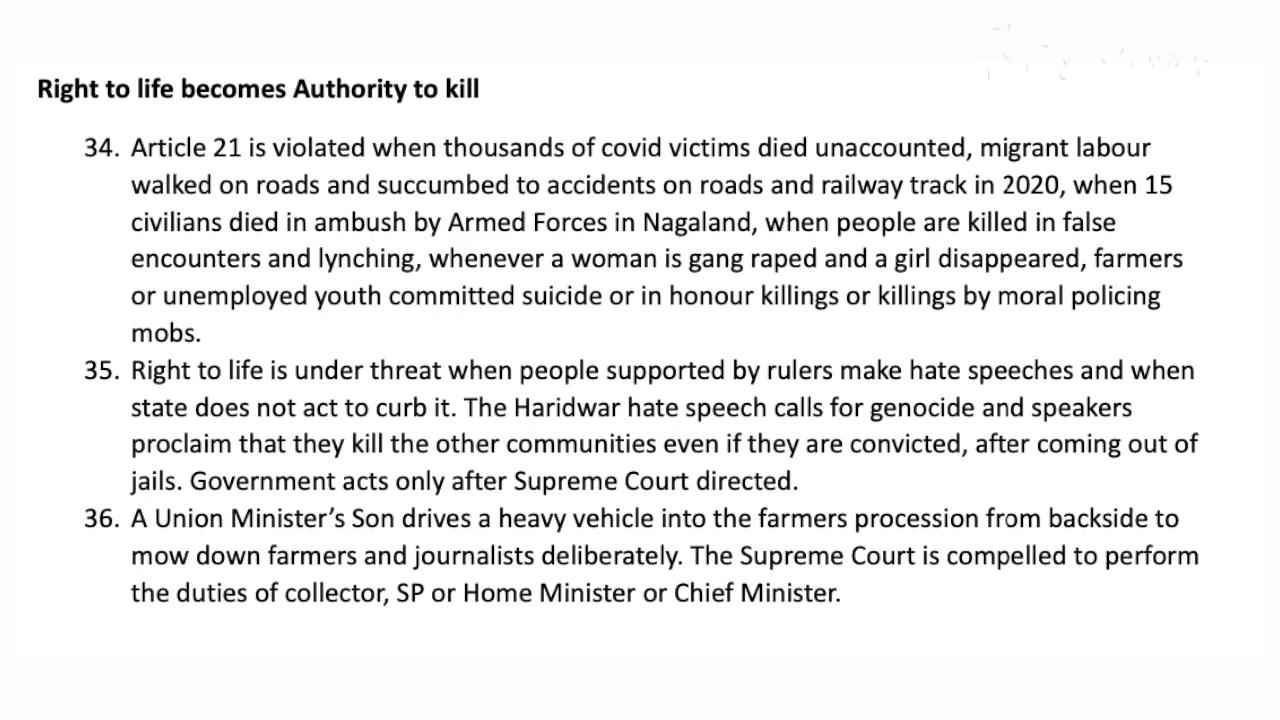 Right to life becomes Authority to kill
34. Article 21 is violated when thousands of covid victims died unaccounted, migrant labour
walked on roads and succumbed to accidents on roads and railway track in 2020, when 15
civilians died in ambush by Armed Forces in Nagaland, when people are killed in false
encounters and lynching, whenever a woman is gang raped and a girl disappeared, farmers
or unemployed youth committed suicide or in honour killings or killings by moral policing
mobs.
35. Right to life is under threat when people supported by rulers make hate speeches and when
state does not act to curb it. The Haridwar hate speech calls for genocide and speakers
proclaim that they kill the other communities even if they are convicted, after coming out of
jails. Government acts only after Supreme Court directed.
36. A Union Minister’s Son drives a heavy vehicle into the farmers procession from backside to
mow down farmers and journalists deliberately. The Supreme Court is compelled to perform
the duties of collector, SP or Home Minister or Chief Minister.